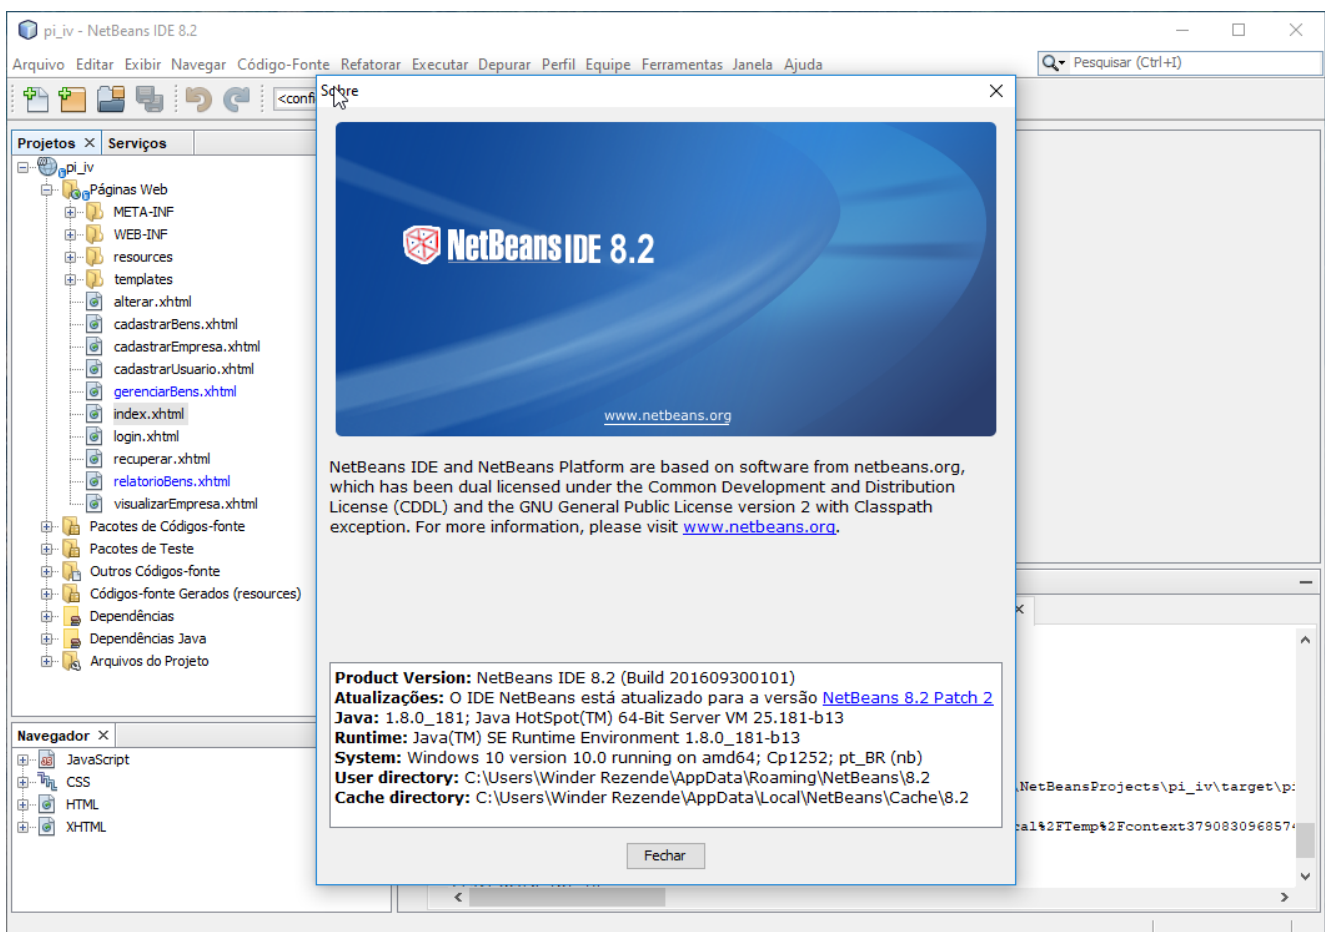 pi_iv - NetBeans IDE 8.2
Arquivo Editar Exibir Navegar Código-Fonte Refatorar Executar Depurar Perfil Equipe Ferramentas Janela Ajuda
Pesquisar (Ctrl+I)
<confi
Sobre
Projetos
Serviços
pi_iv
Páginas Web
META-INF
WEB-INF
resources
templates
alterar.xhtml
cadastrarBens.xhtml
cadastrarEmpresa.xhtml
cadastrarUsuario.xhtml
gerenciarBens.xhtml
index.xhtml
login.xhtml
recuperar.xhtml
relatorioBens.xhtml
visualizarEmpresa.xhtml
Pacotes de Códigos-fonte
Pacotes de Teste
Outros Códigos-fonte
Códigos-fonte Gerados (resources)
Dependências
Dependências Java
Arquivos do Projeto
Navegador
JavaScript
CSS
HTML
XHTML
NetBeans IDE 8.2
www.netbeans.org
NetBeans IDE and NetBeans Platform are based on software from netbeans.org,
which has been dual licensed under the Common Development and Distribution
License (CDDL) and the GNU General Public License version 2 with Classpath
exception. For more information, please visit www.netbeans.org.
Product Version: NetBeans IDE 8.2 (Build 201609300101)
Atualizações: O IDE NetBeans está atualizado para a versão NetBeans 8.2 Patch 2
Java: 1.8.0_181; Java HotSpot(TM) 64-Bit Server VM 25.181-b13
Runtime: Java(TM) SE Runtime Environment 1.8.0_181-b13
System: Windows 10 version 10.0 running on amd64; Cp1252; pt_BR (nb)
User directory: C:\Users\Winder Rezende\AppData\Roaming\NetBeans\8.2
Cache directory: C:\Users\Winder Rezende\AppData\Local\NetBeans\Cache\8.2
Fechar
\NetBeansProjects\pi_iv\target\pi
cal%2FTemp%2Fcontext379083096857